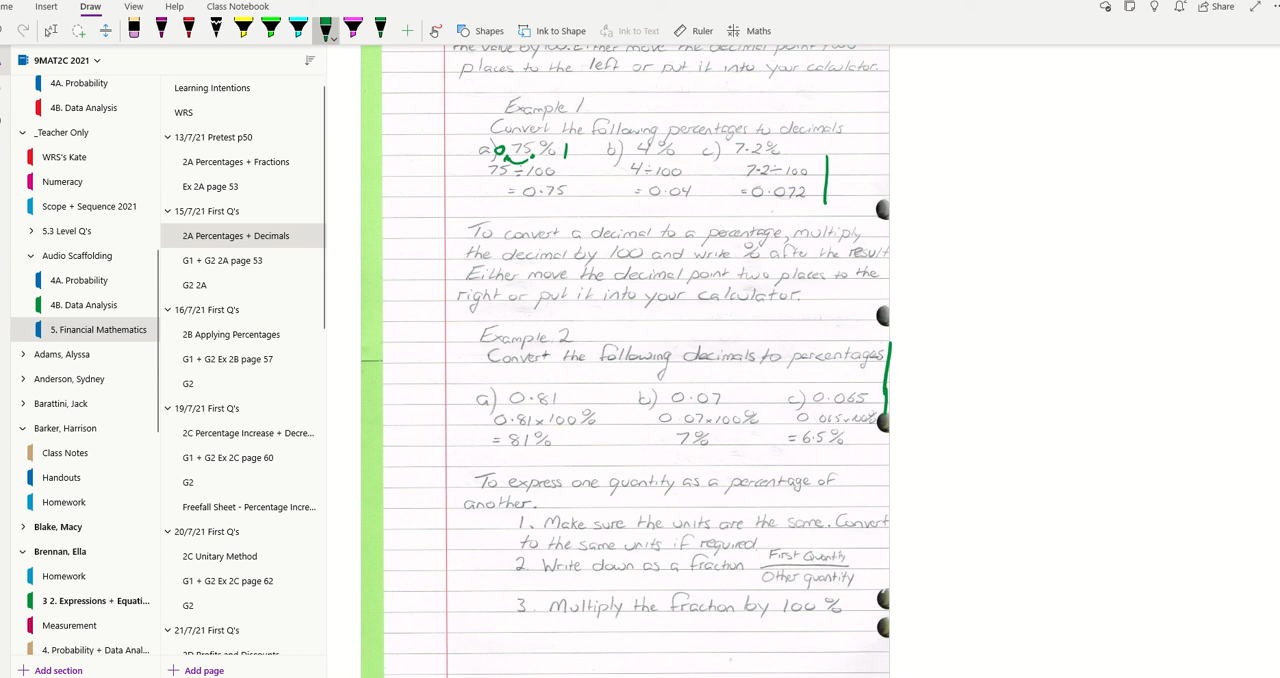 Insert Draw View Help Class Notebook Share
Shapes Ink to Shape Ink to Text Ruler Maths
9MAT2C 2021
4A. Probability
4B. Data Analysis
_Teacher Only
WRS's Kate
Numeracy
Scope + Sequence 2021
5.3 Level Q's
Audio Scaffolding
4A. Probability
4B. Data Analysis
5. Financial Mathematics
Adams, Alyssa
Anderson, Sydney
Barattini, Jack
Barker, Harrison
Class Notes
Handouts
Homework
Blake, Macy
Brennan, Ella
Homework
3 2. Expressions + Equati...
Measurement
4. Probability + Data Anal...
Add section
Learning Intentions
WRS
13/7/21 Pretest p50
2A Percentages + Fractions
Ex 2A page 53
15/7/21 First Q's
2A Percentages + Decimals
G1 + G2 2A page 53
G2 2A
16/7/21 First Q's
2B Applying Percentages
G1 + G2 Ex 2B page 57
G2
19/7/21 First Q's
2C Percentage Increase + Decre...
G1 + G2 Ex 2C page 60
G2
Freefall Sheet - Percentage Incre...
20/7/21 First Q's
2C Unitary Method
G1 + G2 Ex 2C page 62
G2
21/7/21 First Q's
2D Profits and Discounts
Add page
the value by 100. Either move the decimal point two
places to the left or put it into your calculator.
Example 1
Convert the following percentages to decimals
a) 0 75.% b) 4% c) 7.2%
75 ÷ 100 4 ÷ 100 7.2 ÷ 100
= 0.75 = 0.04 = 0.072
To convert a decimal to a percentage, multiply
the decimal by 100 and write % after the result
Either move the decimal point two places to the
right or put it into your calculator.
Example 2
Convert the following decimals to percentages
a) 0.81 b) 0.07 c) 0.065
0.81 x 100% 0.07 x 100% 0.065 x 100%
= 81% 7% = 6.5%
To express one quantity as a percentage of
another.
1. Make sure the units are the same. Convert
to the same units if required.
2. Write down as a fraction First Quantity
Other quantity
3. Multiply the fraction by 100 %